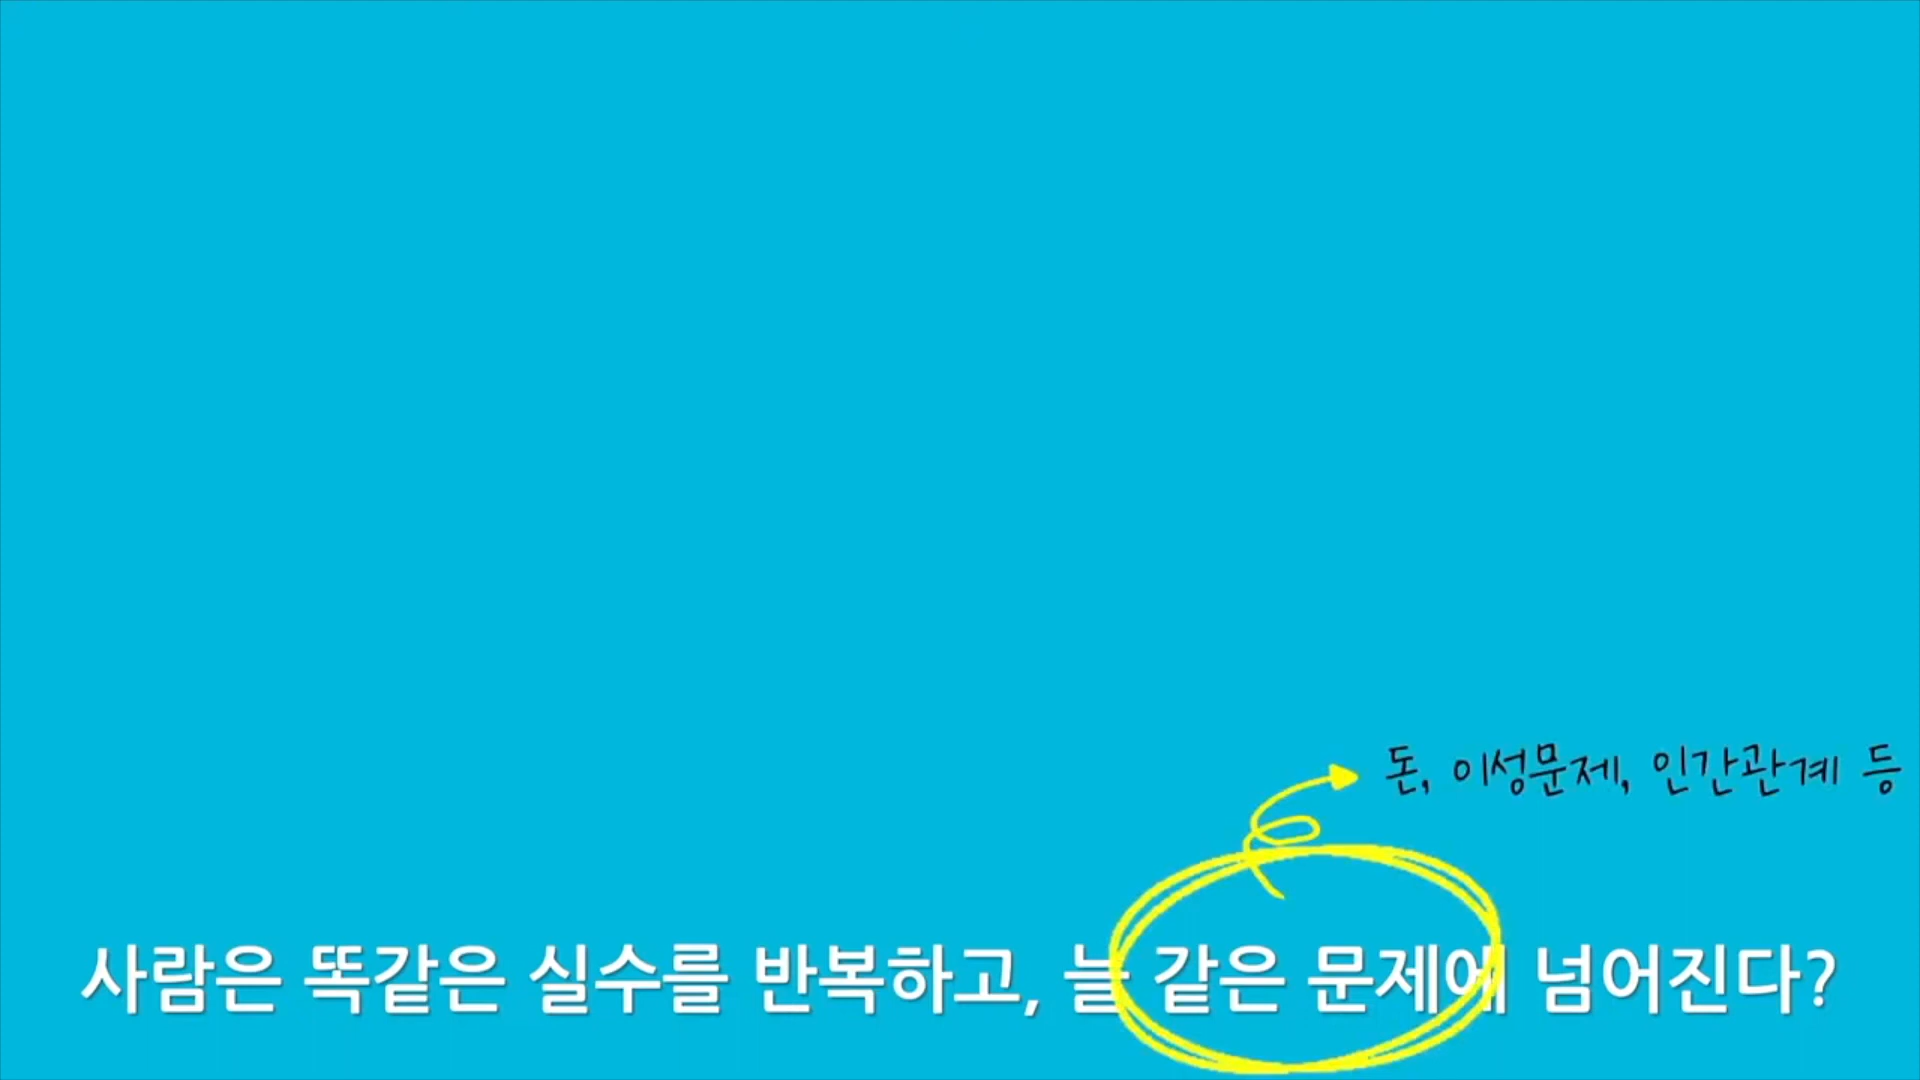 돈, 이성문제, 인간관계 등
사람은 똑같은 실수를 반복하고, 늘 같은 문제에 넘어진다?